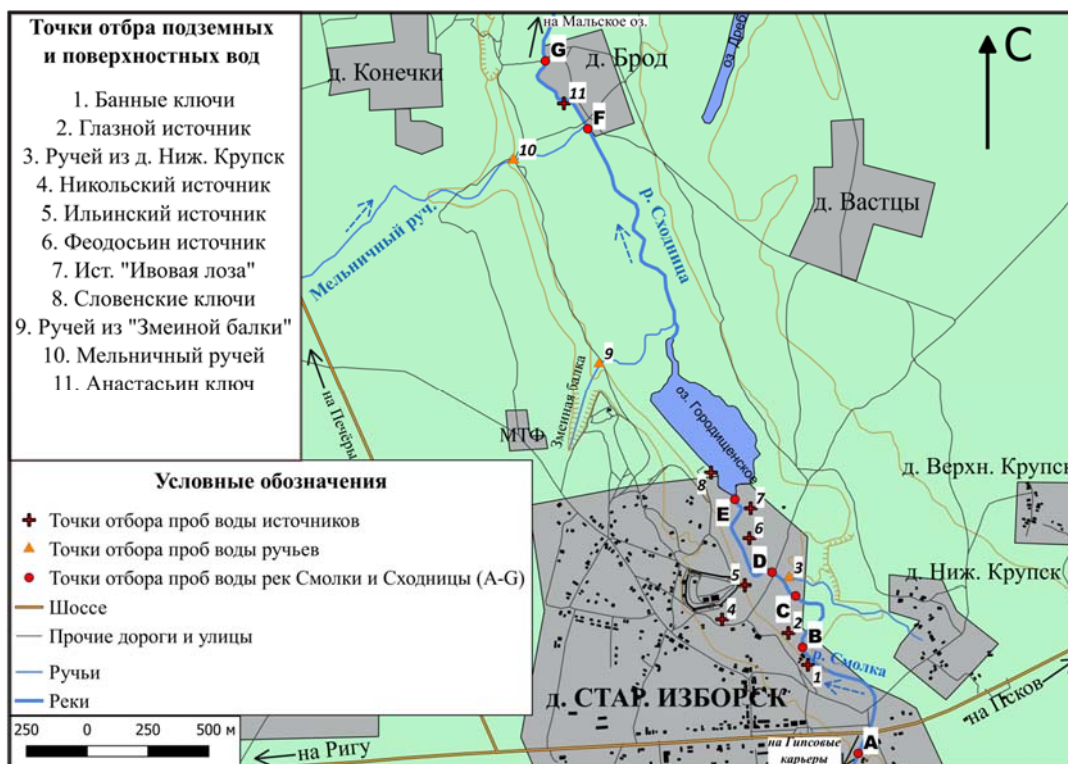 Точки отбра подземных
и поверхностных вод
1. Банные ключи
2. Глазной источник
3. Ручей из д. Ниж. Крупск
4. Никольский источник
5. Ильинский источник
6. Феодосьин источник
7. Ист. "Ивовая лоза"
8. Словенские ключи
9. Ручей из "Змеиной балки"
10. Мельничный ручей
11. Анастасьин ключ
Условные обозначения
Точки отбора проб воды источников
Точки отбора проб воды ручьев
Точки отбора проб воды рек Смолки и Сходницы (A-G)
Шоссе
Прочие дороги и улицы
Ручьи
Реки
250 0 250 500 м
на Мальское оз.
С
G
д. Брод
д. Конечки
11
F
10
р. Сходница
д. Вастцы
Мельничный руч.
9
Змеиная балка
на Печёры
МТФ
оз. Городищенское
д. Верхн. Крупск
8
E
7
6
D
3
д. Ниж. Крупск
5
C
4
2
B
р. Смолка
1
д. СТАР. ИЗБОРСК
на Псков
A
на Ригу
на Гипсовые
карьеры